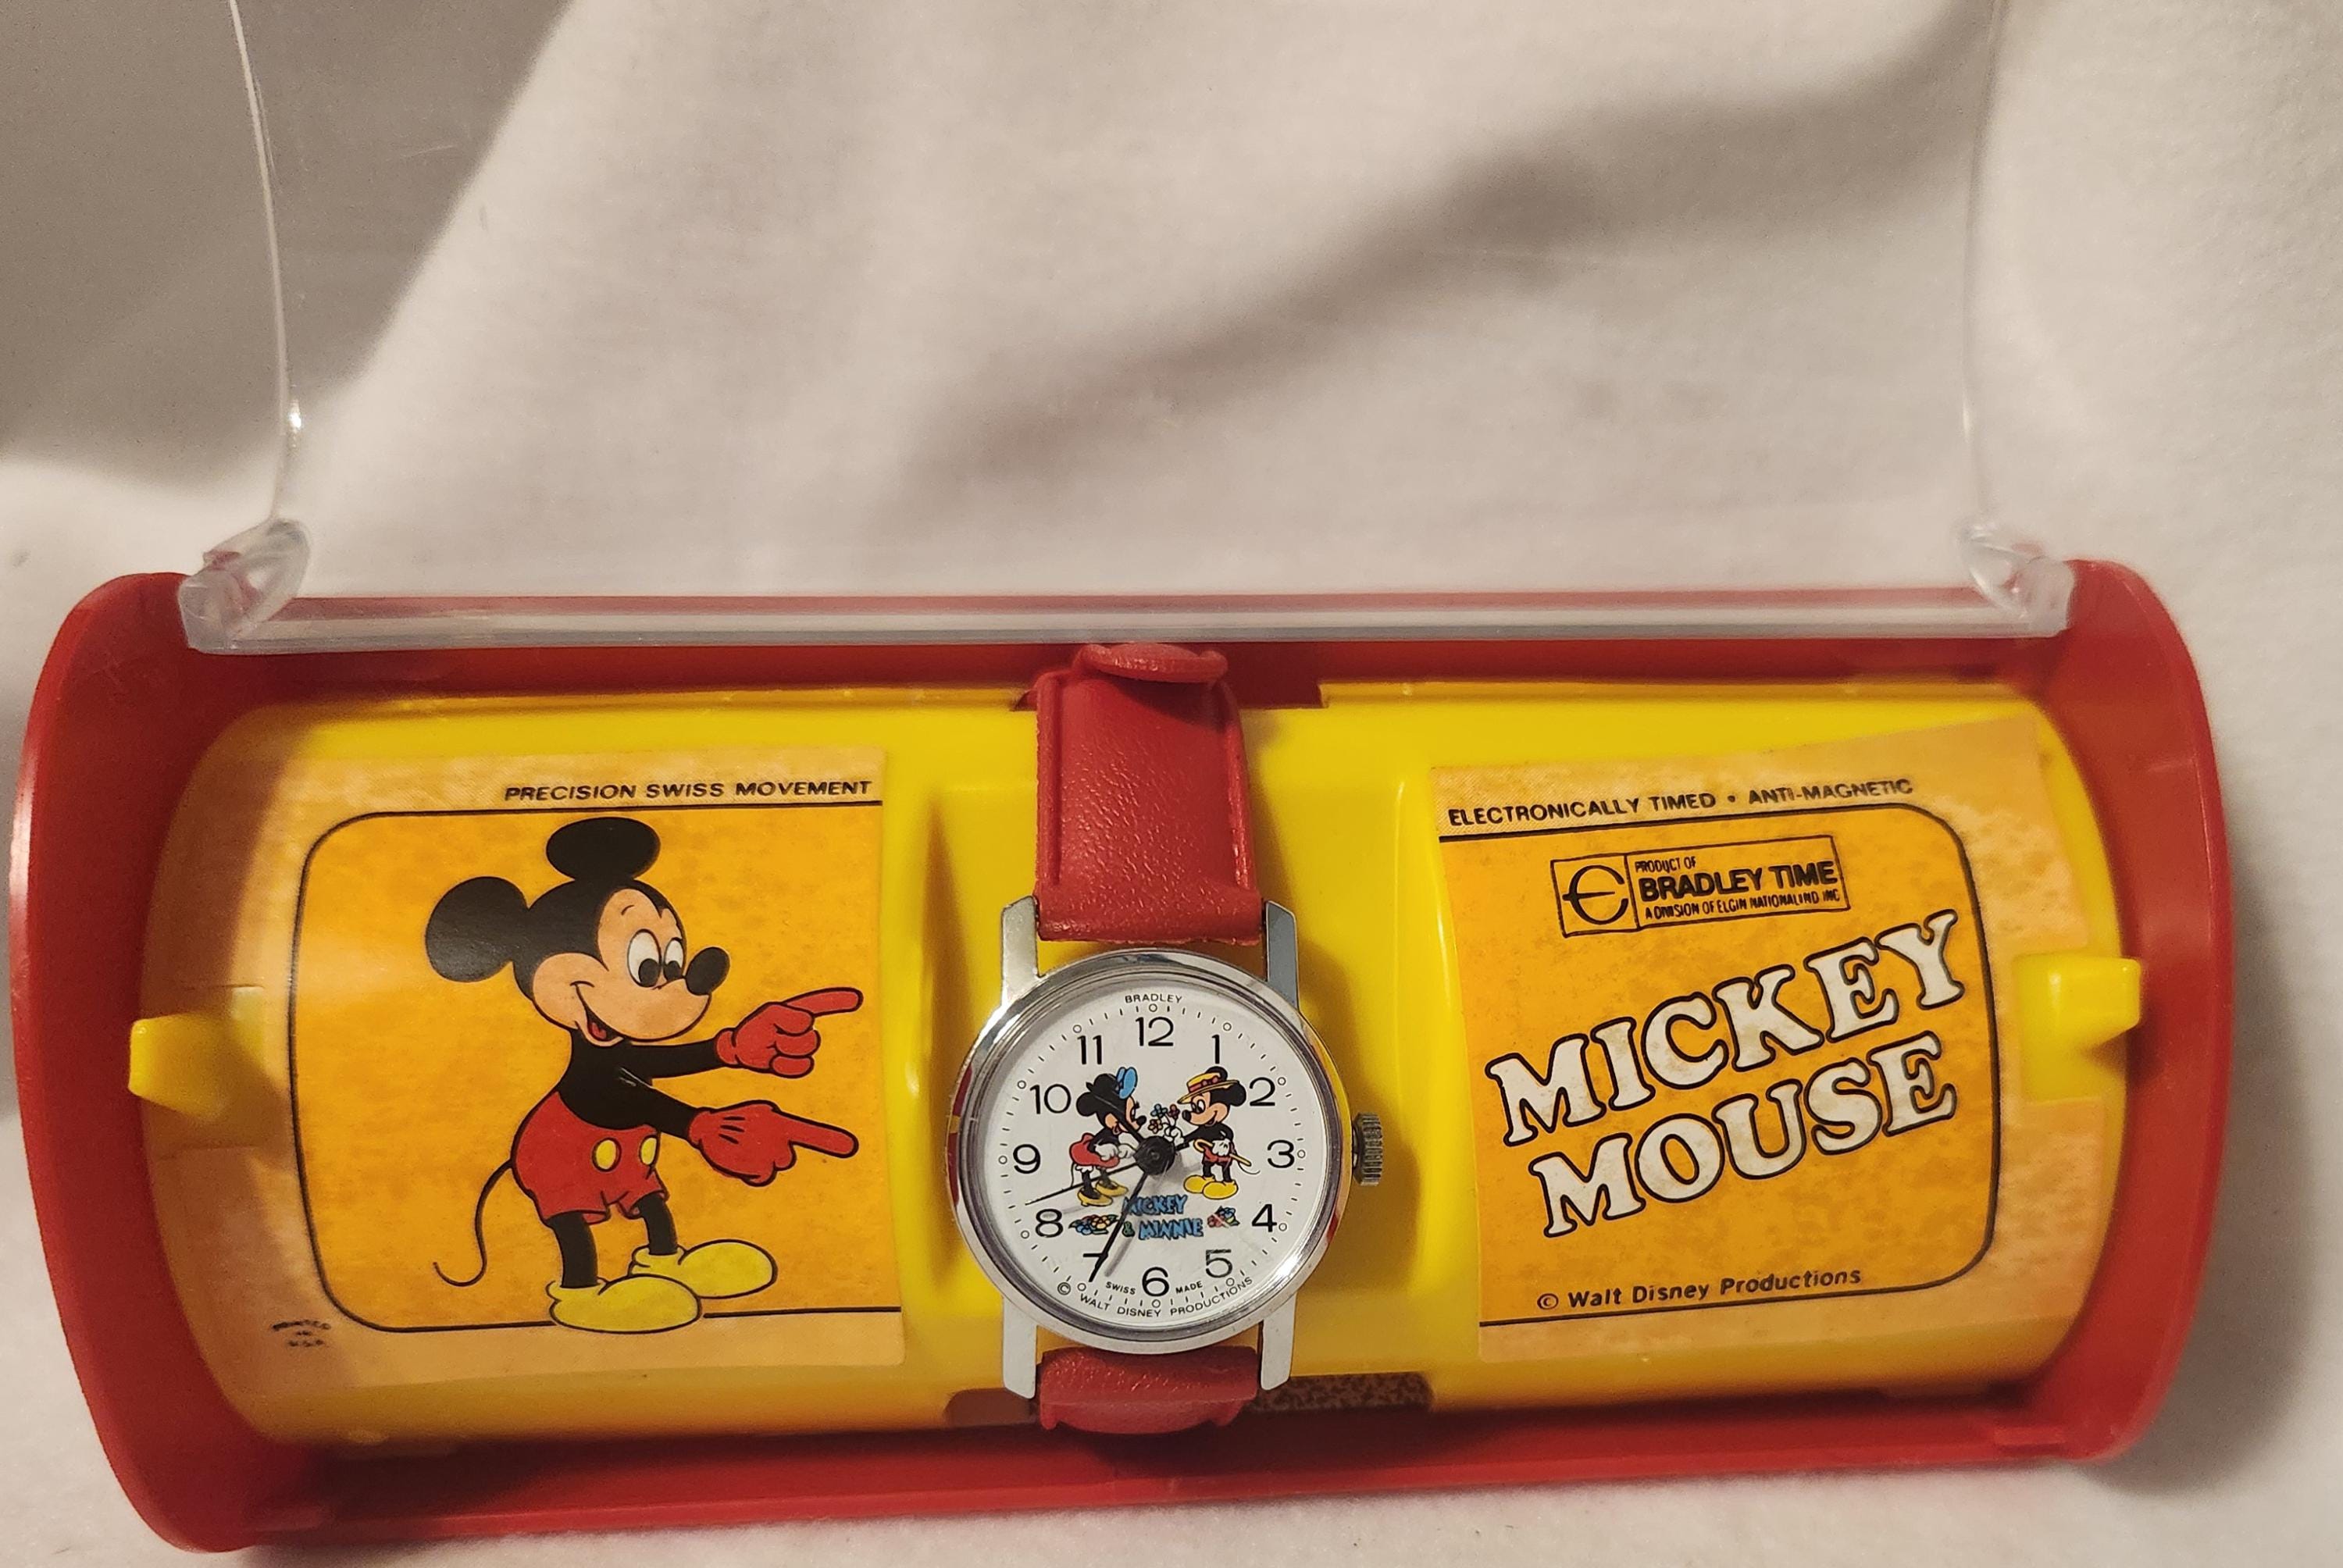 PRECISION SWISS MOVEMENT
PRINTED
IN
U.S.A.
BRADLEY
12
11
1
10
2
9
3
8
4
7
5
6
MICKEY
& MINNIE
SWISS MADE
© WALT DISNEY PRODUCTIONS
ELECTRONICALLY TIMED • ANTI-MAGNETIC
PRODUCT OF
BRADLEY TIME
A DIVISION OF ELGIN NATIONAL IND INC
MICKEY
MOUSE
© Walt Disney Productions